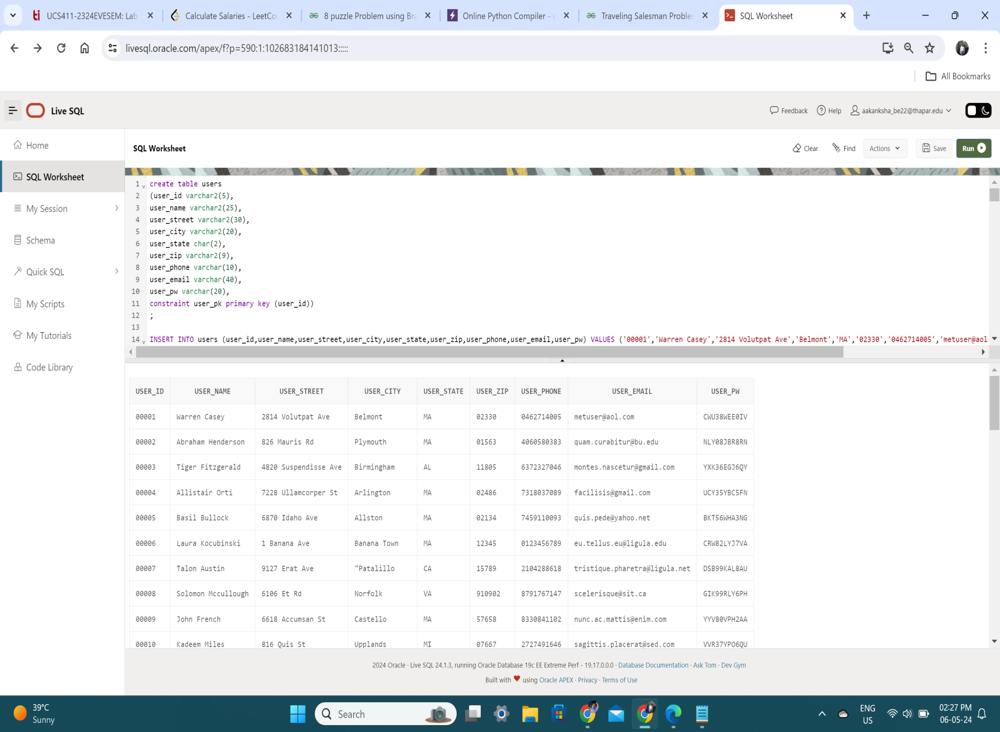 UCS411-2324EVESEM: Lab
Calculate Salaries - LeetCo
8 puzzle Problem using Bra
Online Python Compiler - c
Traveling Salesman Probler
SQL Worksheet
livesql.oracle.com/apex/f?p=590:1:102683184141013:::::
All Bookmarks
Live SQL
Feedback
Help
aakanksha_be22@thapar.edu
Home
SQL Worksheet
My Session
Schema
Quick SQL
My Scripts
My Tutorials
Code Library
SQL Worksheet
Clear
Find
Actions
Save
Run
1 create table users
2 (user_id varchar2(5),
3 user_name varchar2(25),
4 user_street varchar2(30),
5 user_city varchar2(20),
6 user_state char(2),
7 user_zip varchar2(9),
8 user_phone varchar(10),
9 user_email varchar(40),
10 user_pw varchar(20),
11 constraint user_pk primary key (user_id))
12 ;
13
14 INSERT INTO users (user_id,user_name,user_street,user_city,user_state,user_zip,user_phone,user_email,user_pw) VALUES ('00001','Warren Casey','2814 Volutpat Ave','Belmont','MA','02330','0462714005','metuser@aol
USER_ID USER_NAME USER_STREET USER_CITY USER_STATE USER_ZIP USER_PHONE USER_EMAIL USER_PW
00001 Warren Casey 2814 Volutpat Ave Belmont MA 02330 0462714005 metuser@aol.com CWU38WEE0IV
00002 Abraham Henderson 826 Mauris Rd Plymouth MA 01563 4060580383 quam.curabitur@bu.edu NLY08JBR8RN
00003 Tiger Fitzgerald 4820 Suspendisse Ave Birmingham AL 11805 6372327046 montes.nascetur@gmail.com YXK36EGJ6QY
00004 Allistair Orti 7228 Ullamcorper St Arlington MA 02486 7318037089 facilisis@gmail.com UCY35YBC5FN
00005 Basil Bullock 6870 Idaho Ave Allston MA 02134 7459110093 quis.pede@yahoo.net BKT56WHA3NG
00006 Laura Kocubinski 1 Banana Ave Banana Town MA 12345 0123456789 eu.tellus.eu@ligula.edu CRW82LYJ7VA
00007 Talon Austin 9127 Erat Ave "Patalillo CA 15789 2104288618 tristique.pharetra@ligula.net DSB99KAL8AU
00008 Solomon Mccullough 6106 Et Rd Norfolk VA 910902 8791767147 scelerisque@sit.ca GIK99RLY6PH
00009 John French 6618 Accumsan St Castello MA 57658 8330841102 nunc.ac.mattis@enim.com YYV80VPH2AA
00010 Kadeem Miles 816 Quis St Upplands MI 07667 2727491646 sagittis.placerat@sed.com VVR37YPO6QU
2024 Oracle · Live SQL 24.1.3, running Oracle Database 19c EE Extreme Perf - 19.17.0.0.0 · Database Documentation · Ask Tom · Dev Gym
Built with ♥ using Oracle APEX · Privacy · Terms of Use
39°C
Sunny
Search
ENG
US
02:27 PM
06-05-24